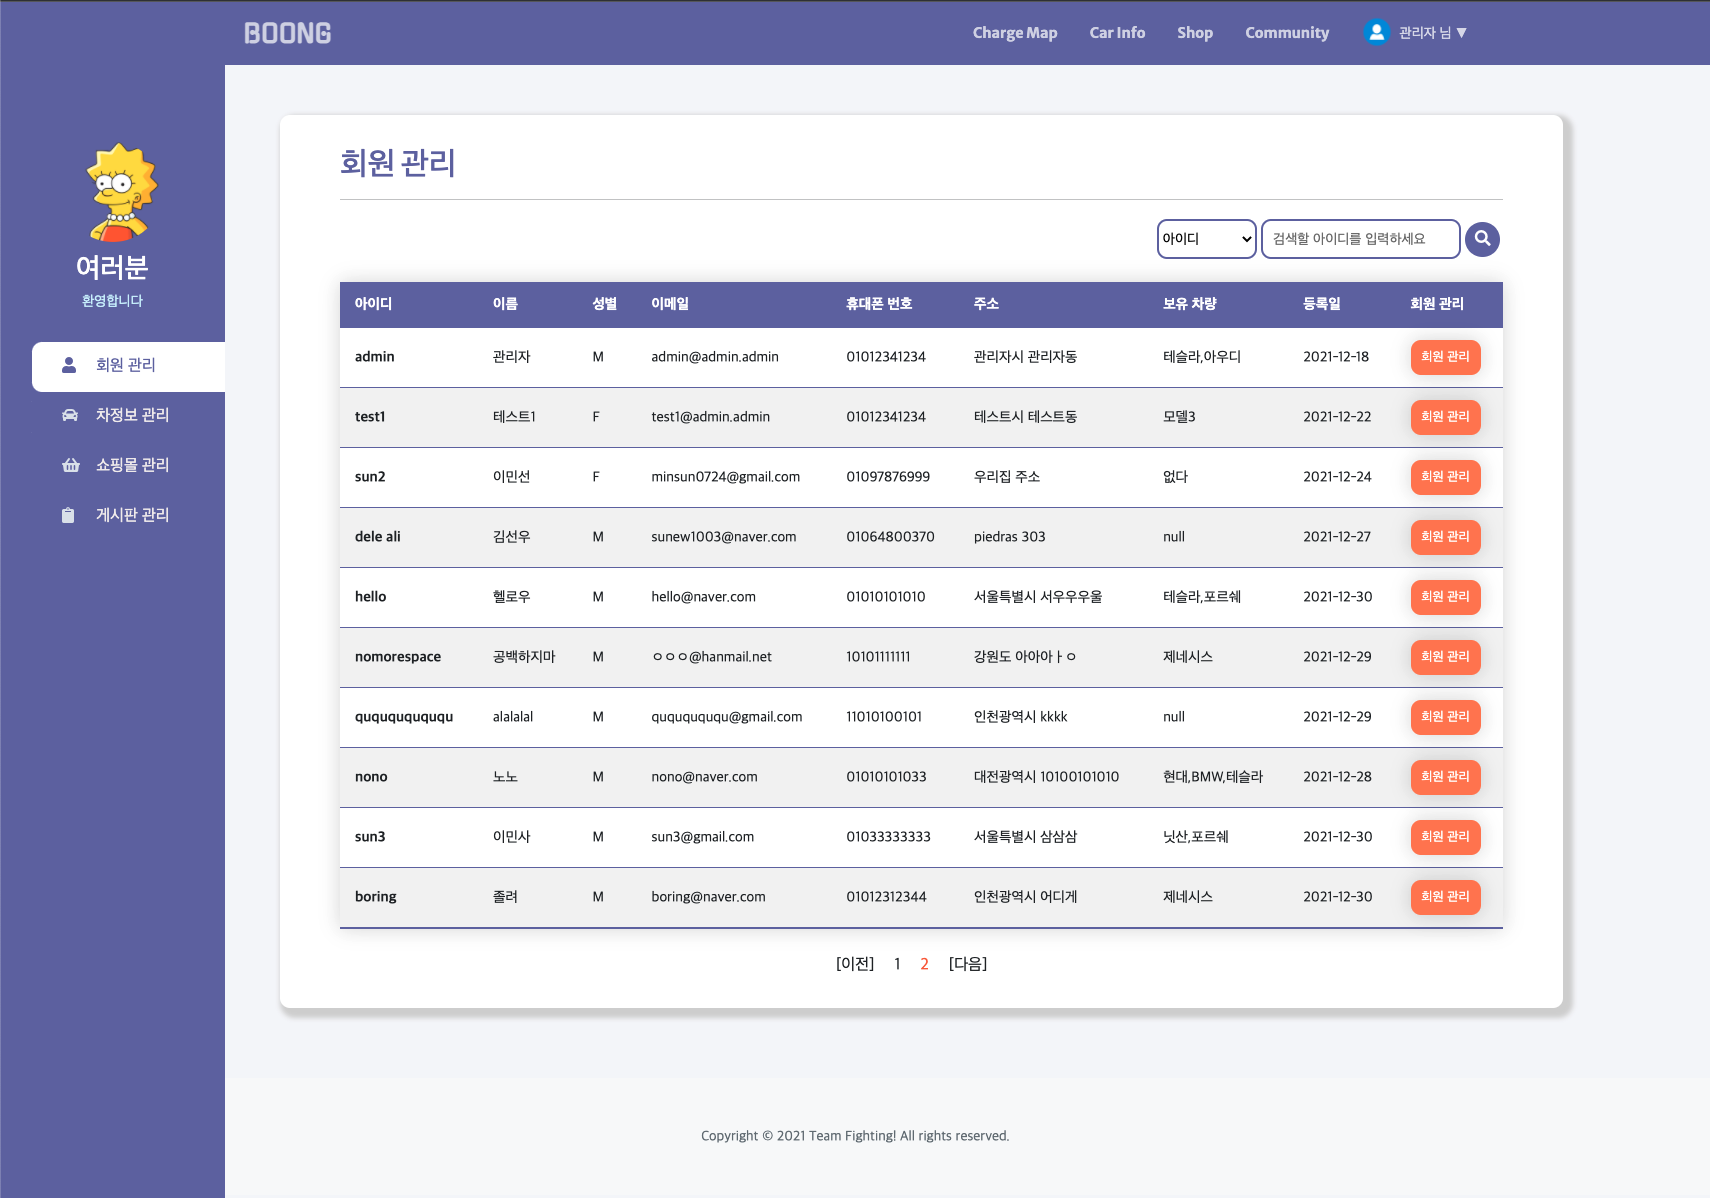 BOONG Charge Map Car Info Shop Community 관리자 님 ▼
여러분
환영합니다
회원 관리
차정보 관리
쇼핑몰 관리
게시판 관리
회원 관리
아이디 검색할 아이디를 입력하세요
아이디 이름 성별 이메일 휴대폰 번호 주소 보유 차량 등록일 회원 관리
admin 관리자 M admin@admin.admin 01012341234 관리자시 관리자동 테슬라,아우디 2021-12-18 회원 관리
test1 테스트1 F test1@admin.admin 01012341234 테스트시 테스트동 모델3 2021-12-22 회원 관리
sun2 이민선 F minsun0724@gmail.com 01097876999 우리집 주소 없다 2021-12-24 회원 관리
dele ali 김선우 M sunew1003@naver.com 01064800370 piedras 303 null 2021-12-27 회원 관리
hello 헬로우 M hello@naver.com 01010101010 서울특별시 서우우우울 테슬라,포르쉐 2021-12-30 회원 관리
nomorespace 공백하지마 M ㅇㅇㅇ@hanmail.net 10101111111 강원도 아아아ㅏㅇ 제네시스 2021-12-29 회원 관리
ququququququ alalalal M quququququ@gmail.com 11010100101 인천광역시 kkkk null 2021-12-29 회원 관리
nono 노노 M nono@naver.com 01010101033 대전광역시 10100101010 현대,BMW,테슬라 2021-12-28 회원 관리
sun3 이민사 M sun3@gmail.com 01033333333 서울특별시 삼삼삼 닛산,포르쉐 2021-12-30 회원 관리
boring 졸려 M boring@naver.com 01012312344 인천광역시 어디게 제네시스 2021-12-30 회원 관리
[이전] 1 2 [다음]
Copyright © 2021 Team Fighting! All rights reserved.